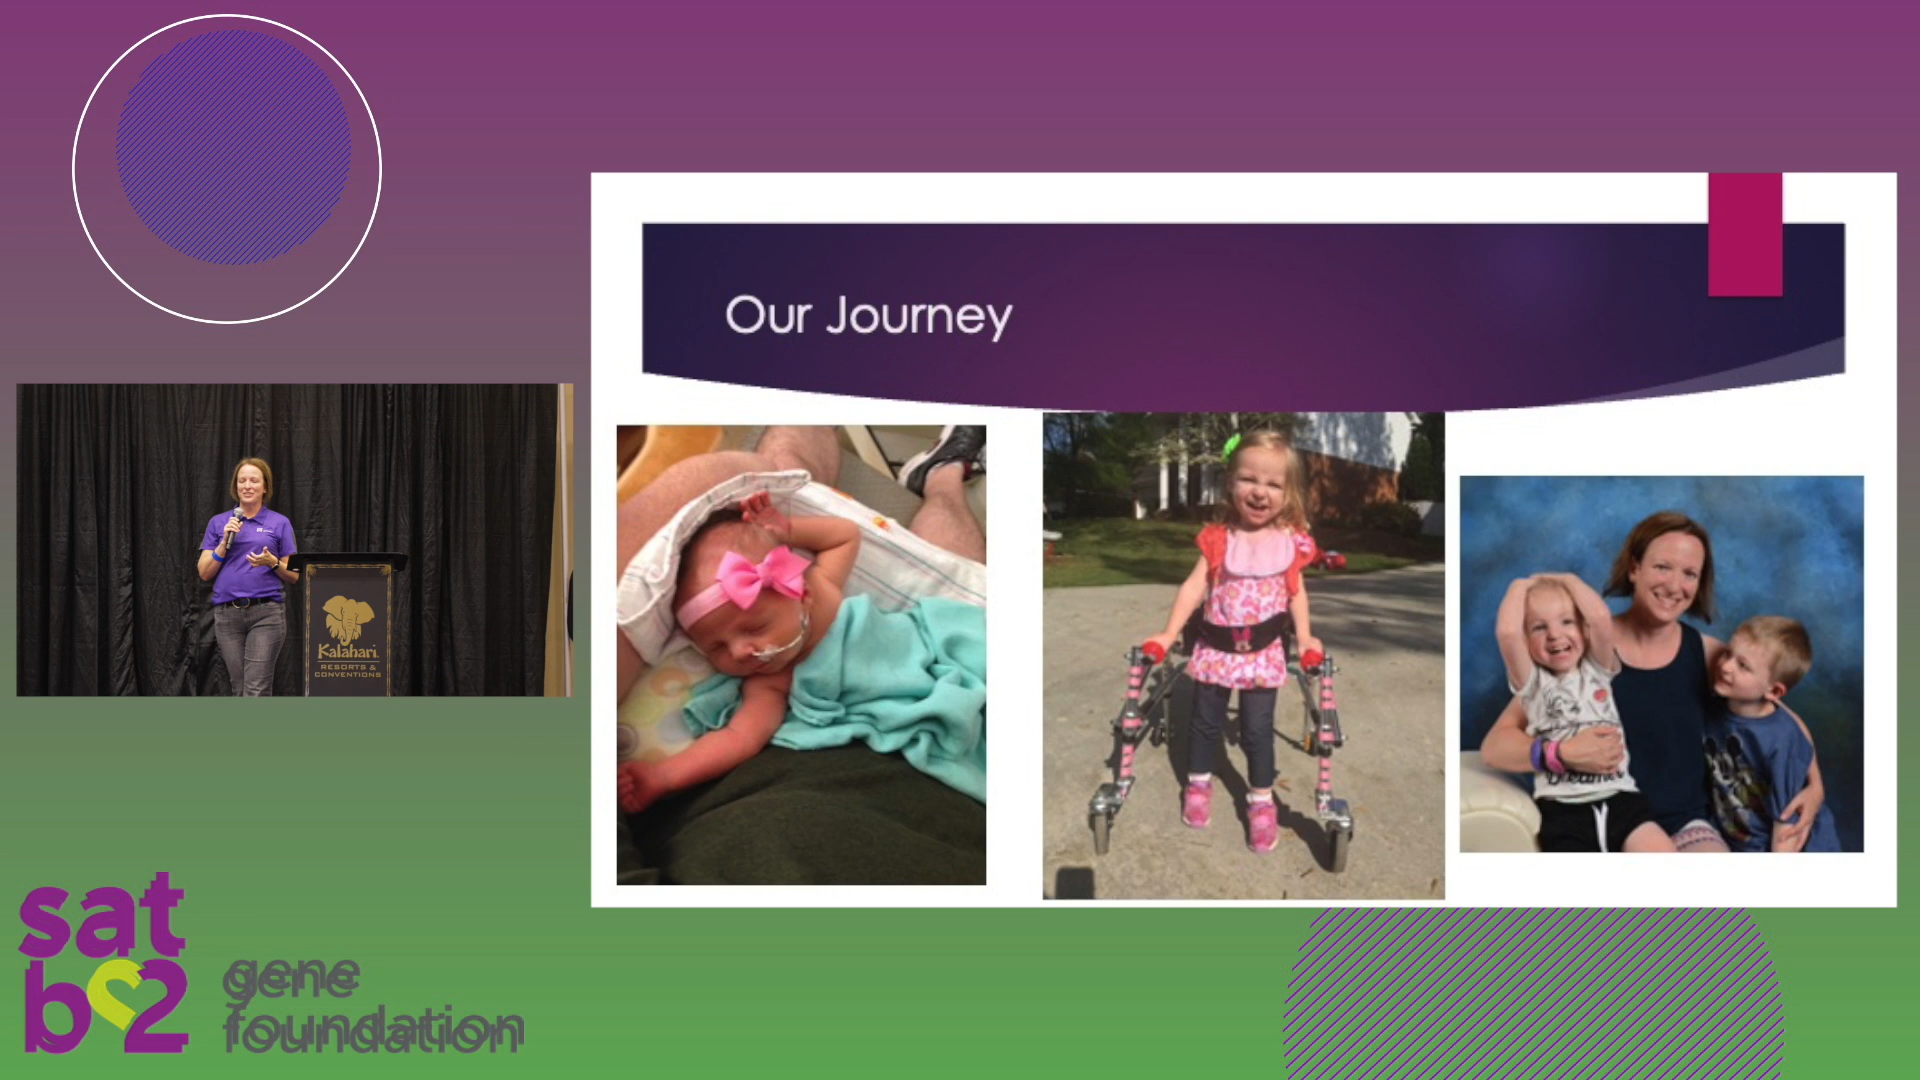 Our Journey
Kalahari
RESORTS &
CONVENTIONS
sat
b2
gene
foundation